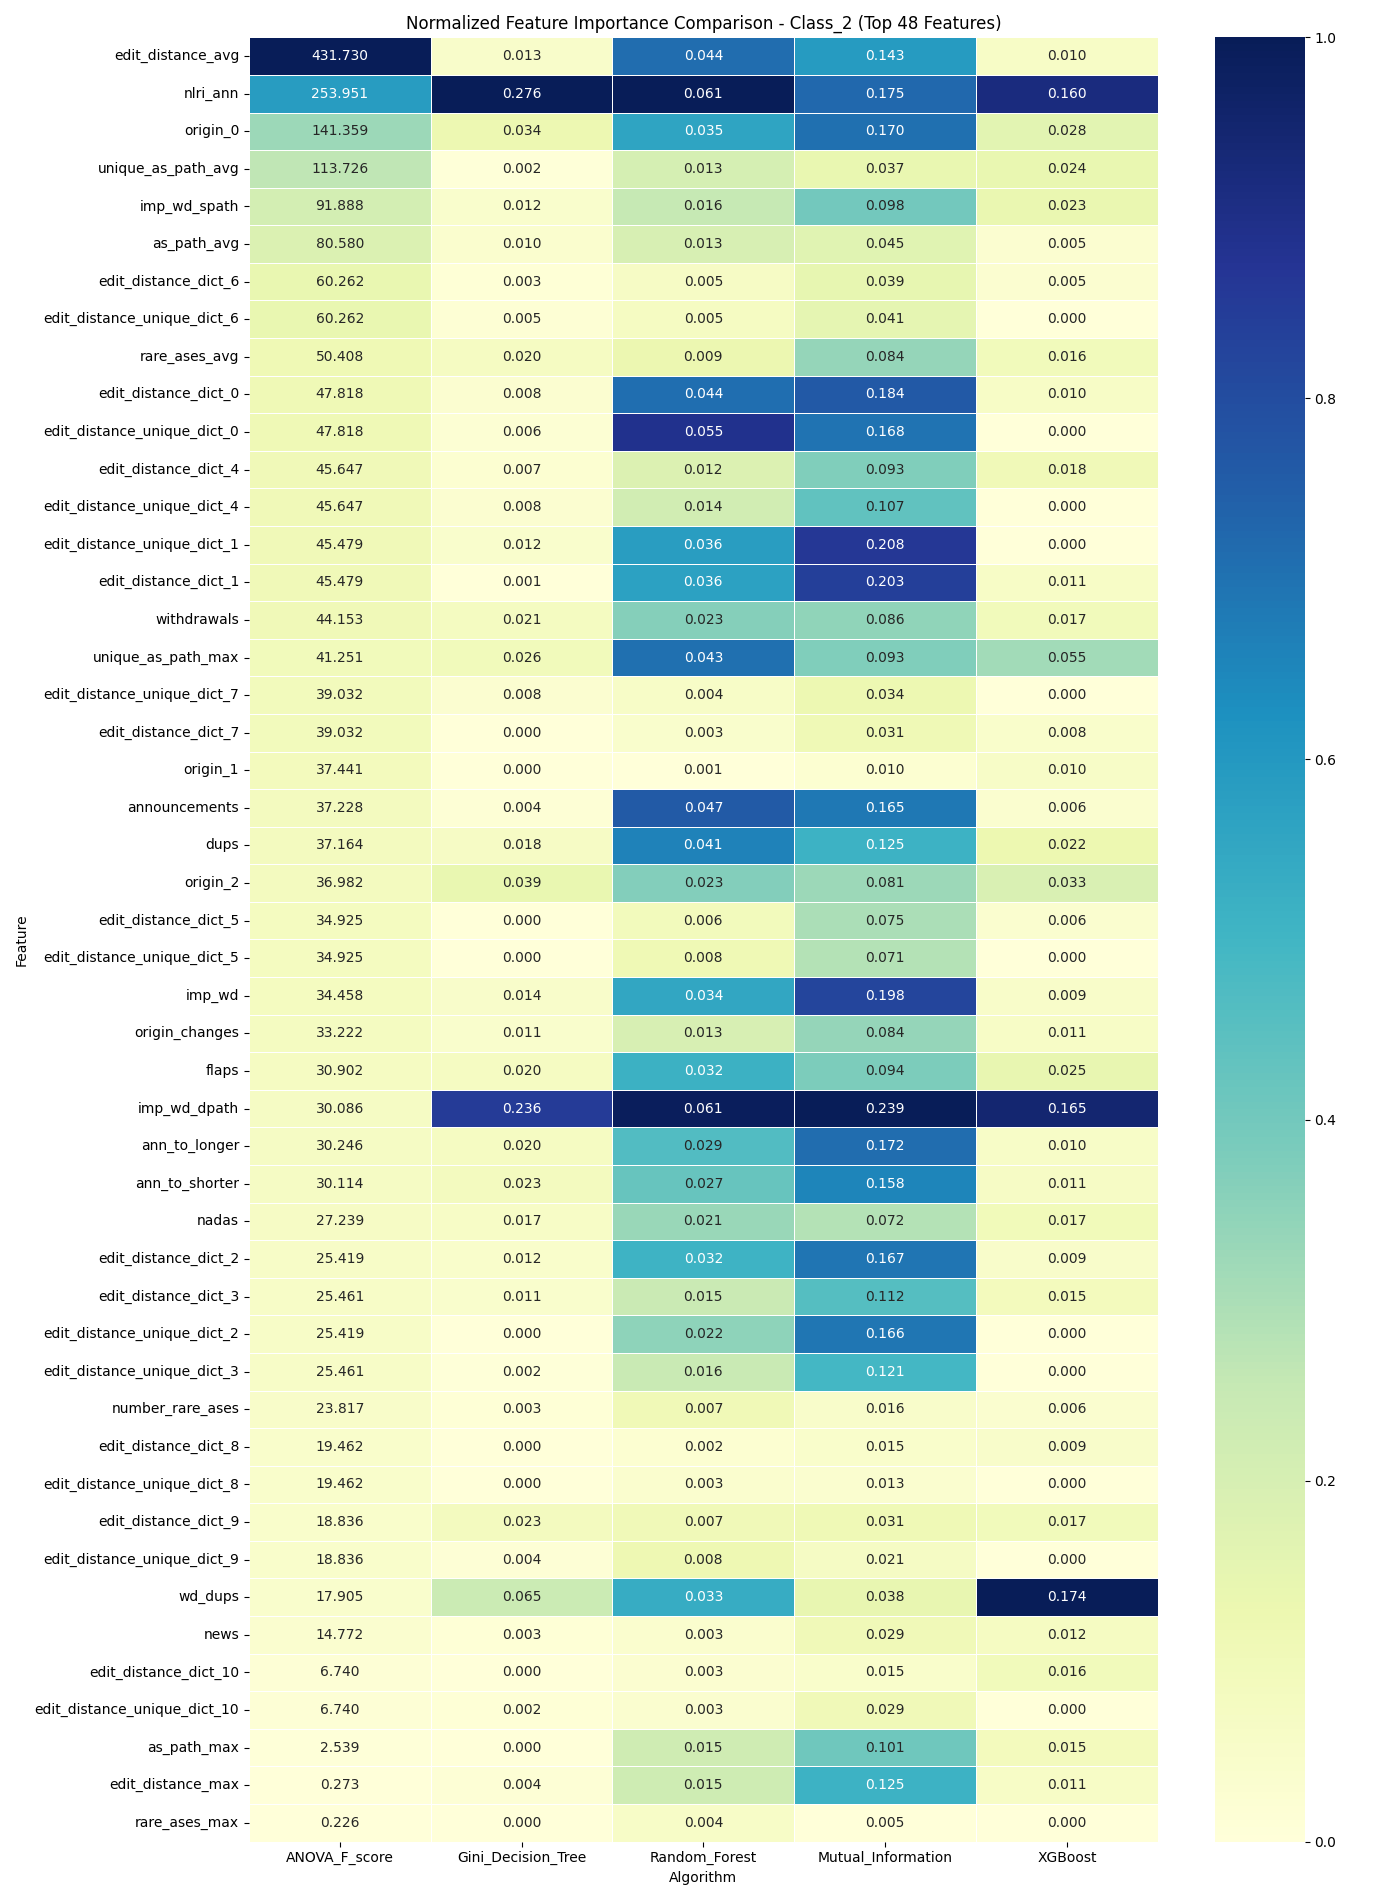 Normalized Feature Importance Comparison - Class_2 (Top 48 Features)
edit_distance_avg 431.730 0.013 0.044 0.143 0.010
nlri_ann 253.951 0.276 0.061 0.175 0.160
origin_0 141.359 0.034 0.035 0.170 0.028
unique_as_path_avg 113.726 0.002 0.013 0.037 0.024
imp_wd_spath 91.888 0.012 0.016 0.098 0.023
as_path_avg 80.580 0.010 0.013 0.045 0.005
edit_distance_dict_6 60.262 0.003 0.005 0.039 0.005
edit_distance_unique_dict_6 60.262 0.005 0.005 0.041 0.000
rare_ases_avg 50.408 0.020 0.009 0.084 0.016
edit_distance_dict_0 47.818 0.008 0.044 0.184 0.010
edit_distance_unique_dict_0 47.818 0.006 0.055 0.168 0.000
edit_distance_dict_4 45.647 0.007 0.012 0.093 0.018
edit_distance_unique_dict_4 45.647 0.008 0.014 0.107 0.000
edit_distance_unique_dict_1 45.479 0.012 0.036 0.208 0.000
edit_distance_dict_1 45.479 0.001 0.036 0.203 0.011
withdrawals 44.153 0.021 0.023 0.086 0.017
unique_as_path_max 41.251 0.026 0.043 0.093 0.055
edit_distance_unique_dict_7 39.032 0.008 0.004 0.034 0.000
edit_distance_dict_7 39.032 0.000 0.003 0.031 0.008
origin_1 37.441 0.000 0.001 0.010 0.010
announcements 37.228 0.004 0.047 0.165 0.006
dups 37.164 0.018 0.041 0.125 0.022
origin_2 36.982 0.039 0.023 0.081 0.033
edit_distance_dict_5 34.925 0.000 0.006 0.075 0.006
edit_distance_unique_dict_5 34.925 0.000 0.008 0.071 0.000
imp_wd 34.458 0.014 0.034 0.198 0.009
origin_changes 33.222 0.011 0.013 0.084 0.011
flaps 30.902 0.020 0.032 0.094 0.025
imp_wd_dpath 30.086 0.236 0.061 0.239 0.165
ann_to_longer 30.246 0.020 0.029 0.172 0.010
ann_to_shorter 30.114 0.023 0.027 0.158 0.011
nadas 27.239 0.017 0.021 0.072 0.017
edit_distance_dict_2 25.419 0.012 0.032 0.167 0.009
edit_distance_dict_3 25.461 0.011 0.015 0.112 0.015
edit_distance_unique_dict_2 25.419 0.000 0.022 0.166 0.000
edit_distance_unique_dict_3 25.461 0.002 0.016 0.121 0.000
number_rare_ases 23.817 0.003 0.007 0.016 0.006
edit_distance_dict_8 19.462 0.000 0.002 0.015 0.009
edit_distance_unique_dict_8 19.462 0.000 0.003 0.013 0.000
edit_distance_dict_9 18.836 0.023 0.007 0.031 0.017
edit_distance_unique_dict_9 18.836 0.004 0.008 0.021 0.000
wd_dups 17.905 0.065 0.033 0.038 0.174
news 14.772 0.003 0.003 0.029 0.012
edit_distance_dict_10 6.740 0.000 0.003 0.015 0.016
edit_distance_unique_dict_10 6.740 0.002 0.003 0.029 0.000
as_path_max 2.539 0.000 0.015 0.101 0.015
edit_distance_max 0.273 0.004 0.015 0.125 0.011
rare_ases_max 0.226 0.000 0.004 0.005 0.000
ANOVA_F_score Gini_Decision_Tree Random_Forest Mutual_Information XGBoost
Algorithm
Feature
1.0
0.8
0.6
0.4
0.2
0.0